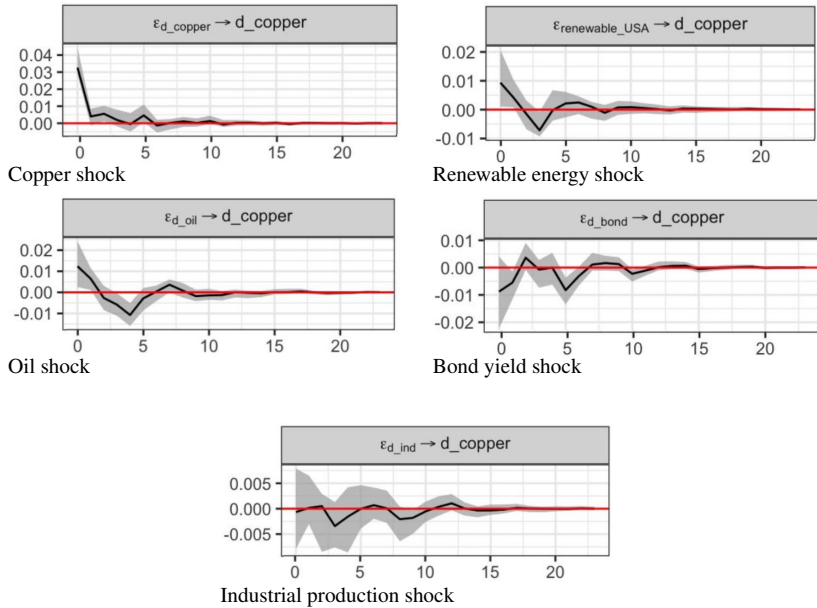 ε_d_copper → d_copper
0.04
0.03
0.02
0.01
0.00
0 5 10 15 20
Copper shock
ε_renewable_USA → d_copper
0.02
0.01
0.00
-0.01
0 5 10 15 20
Renewable energy shock
ε_d_oil → d_copper
0.02
0.01
0.00
-0.01
0 5 10 15 20
Oil shock
ε_d_bond → d_copper
0.01
0.00
-0.01
-0.02
0 5 10 15 20
Bond yield shock
ε_d_ind → d_copper
0.005
0.000
-0.005
0 5 10 15 20
Industrial production shock